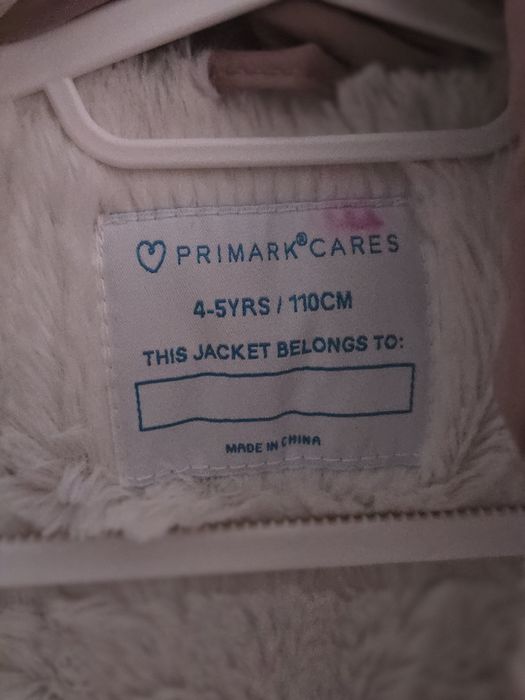 PRIMARK® CARES
4-5YRS / 110CM
THIS JACKET BELONGS TO:
MADE IN CHINA